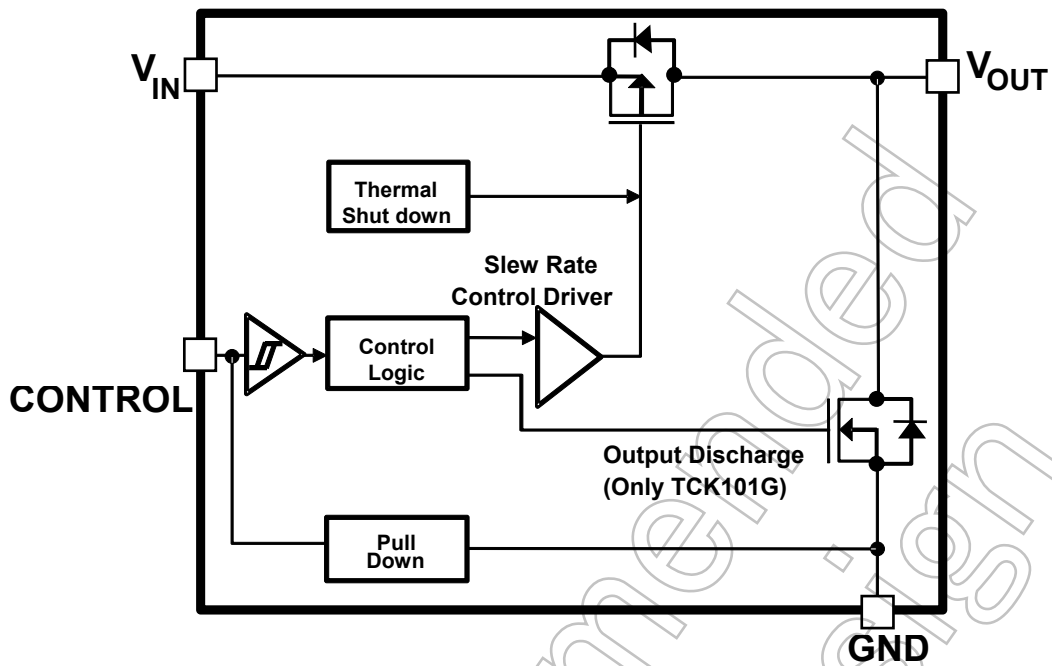 VIN
VOUT
Thermal
Shut down
Slew Rate
Control Driver
Control
Logic
CONTROL
Output Discharge
(Only TCK101G)
Pull
Down
GND